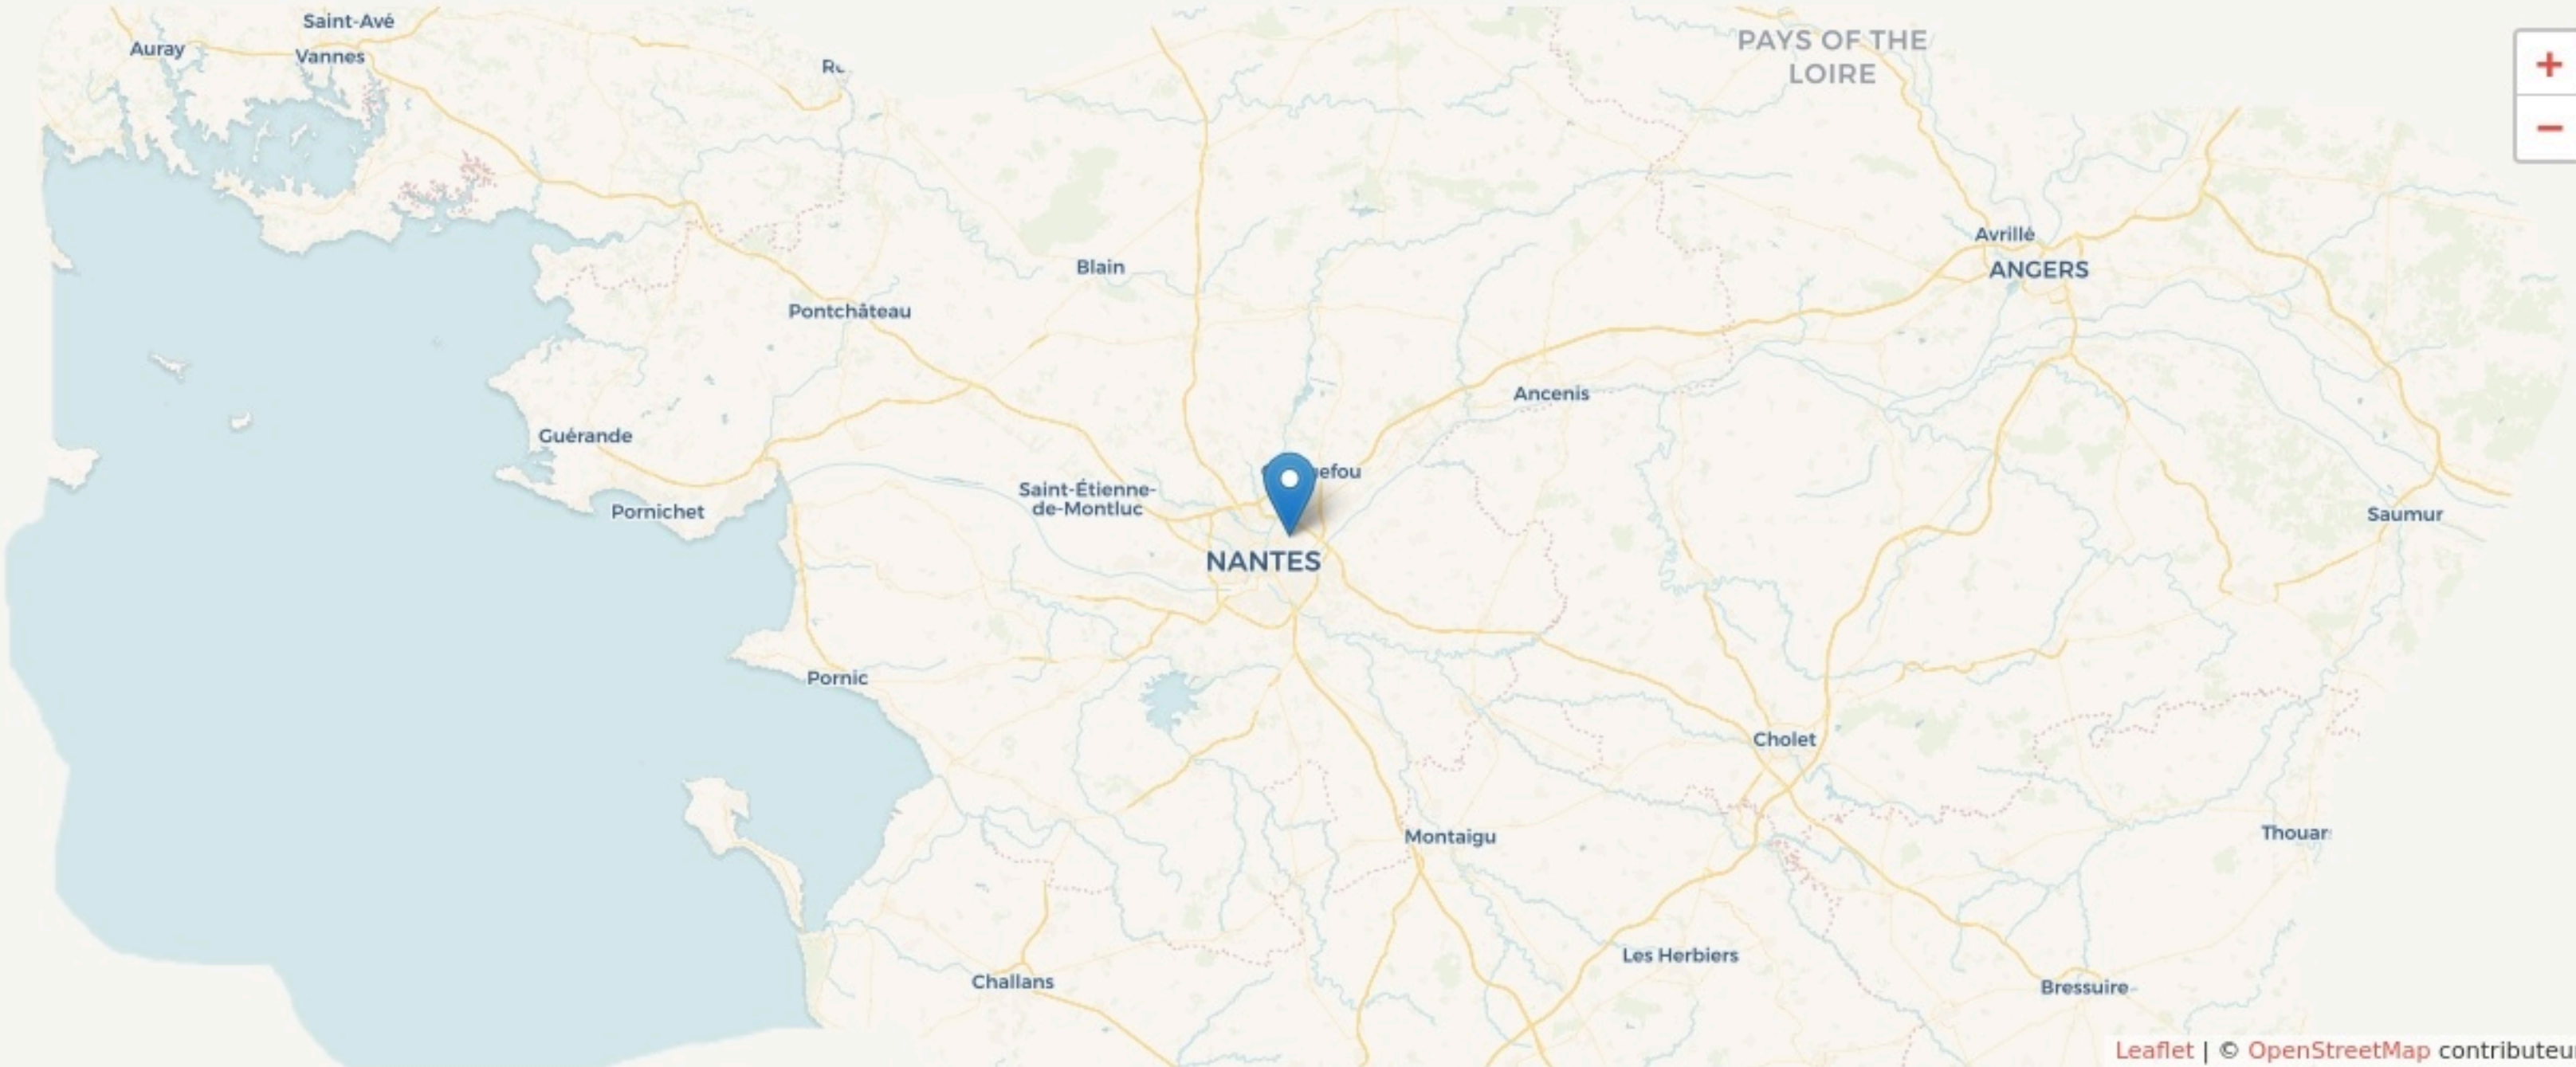 Saint-Avé
Auray
Vannes
PAYS OF THE
LOIRE
+
−
Avrillé
ANGERS
Blain
Pontchâteau
Ancenis
Guérande
Saint-Étienne-
de-Montluc
Pornichet
NANTES
Saumur
Pornic
Cholet
Montaigu
Les Herbiers
Challans
Bressuire
Leaflet | © OpenStreetMap